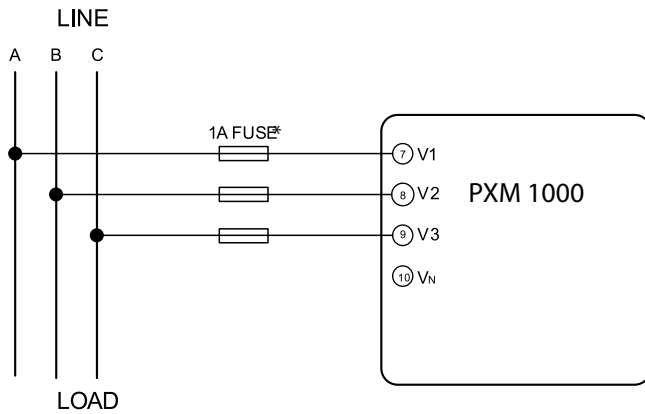 LINE
A B C
1A FUSE*
7 V1
8 V2 PXM 1000
9 V3
10 VN
LOAD